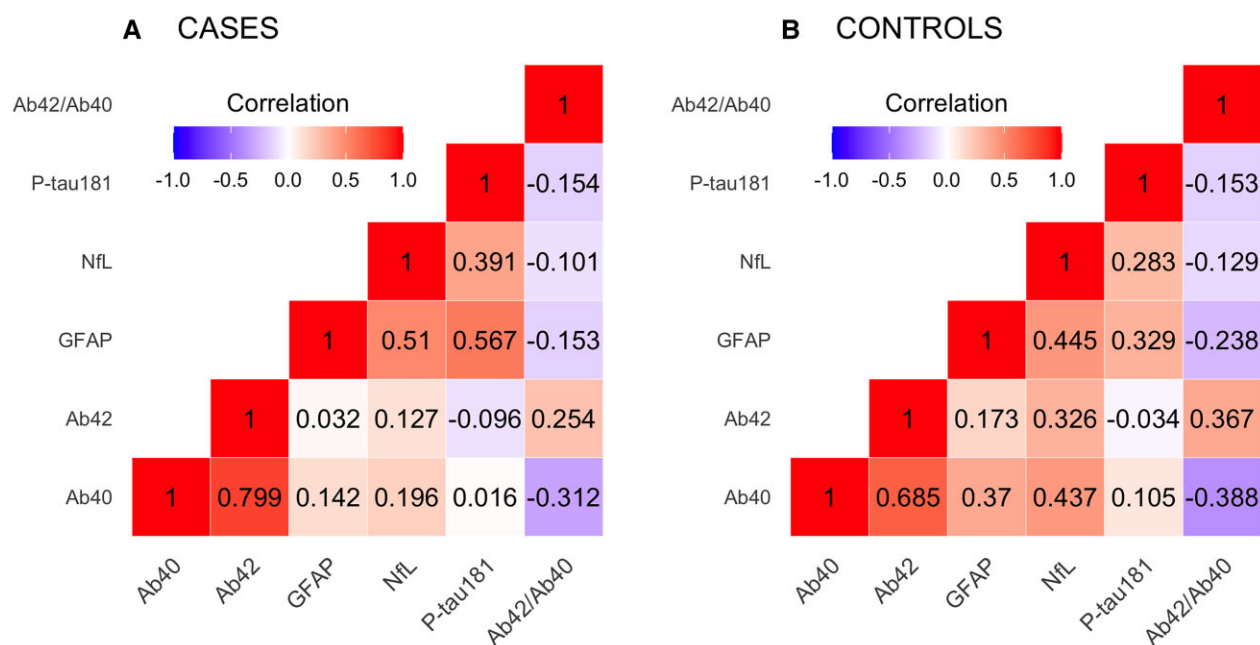 A CASES
Correlation
-1.0 -0.5 0.0 0.5 1.0
Ab42/Ab40 1
P-tau181 1 -0.154
NfL 1 0.391 -0.101
GFAP 1 0.51 0.567 -0.153
Ab42 1 0.032 0.127 -0.096 0.254
Ab40 1 0.799 0.142 0.196 0.016 -0.312
Ab40 Ab42 GFAP NfL P-tau181 Ab42/Ab40
B CONTROLS
Correlation
-1.0 -0.5 0.0 0.5 1.0
Ab42/Ab40 1
P-tau181 1 -0.153
NfL 1 0.283 -0.129
GFAP 1 0.445 0.329 -0.238
Ab42 1 0.173 0.326 -0.034 0.367
Ab40 1 0.685 0.37 0.437 0.105 -0.388
Ab40 Ab42 GFAP NfL P-tau181 Ab42/Ab40